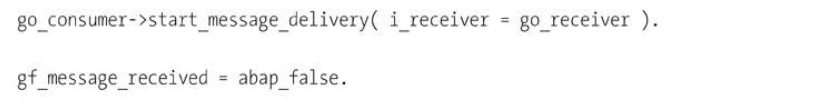 go_consumer->start_message_delivery( i_receiver = go_receiver ).
gf_message_received = abap_false.